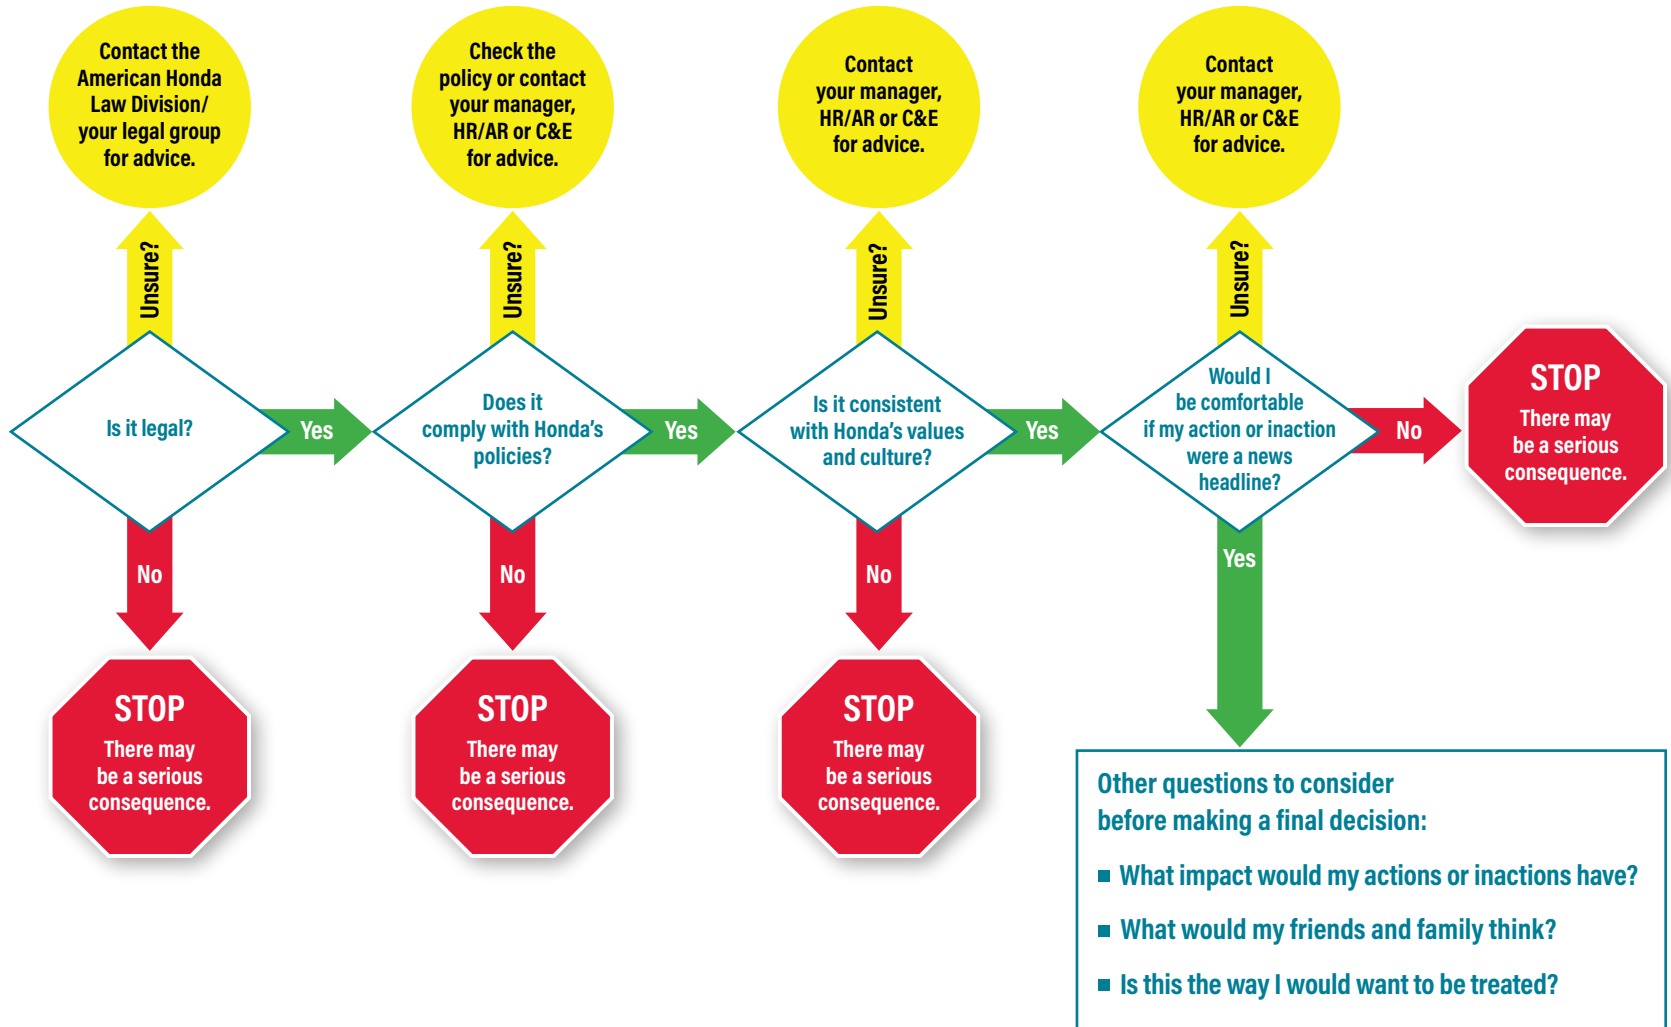 Contact the
American Honda
Law Division/
your legal group
for advice.
Check the
policy or contact
your manager,
HR/AR or C&E
for advice.
Contact
your manager,
HR/AR or C&E
for advice.
Contact
your manager,
HR/AR or C&E
for advice.
Unsure?
Unsure?
Unsure?
Unsure?
Is it legal?
Yes
Does it
comply with Honda's
policies?
Yes
Is it consistent
with Honda's values
and culture?
Yes
Would I
be comfortable
if my action or inaction
were a news
headline?
No
STOP
There may
be a serious
consequence.
No
No
No
Yes
STOP
There may
be a serious
consequence.
STOP
There may
be a serious
consequence.
STOP
There may
be a serious
consequence.
Other questions to consider
before making a final decision:
▪ What impact would my actions or inactions have?
▪ What would my friends and family think?
▪ Is this the way I would want to be treated?